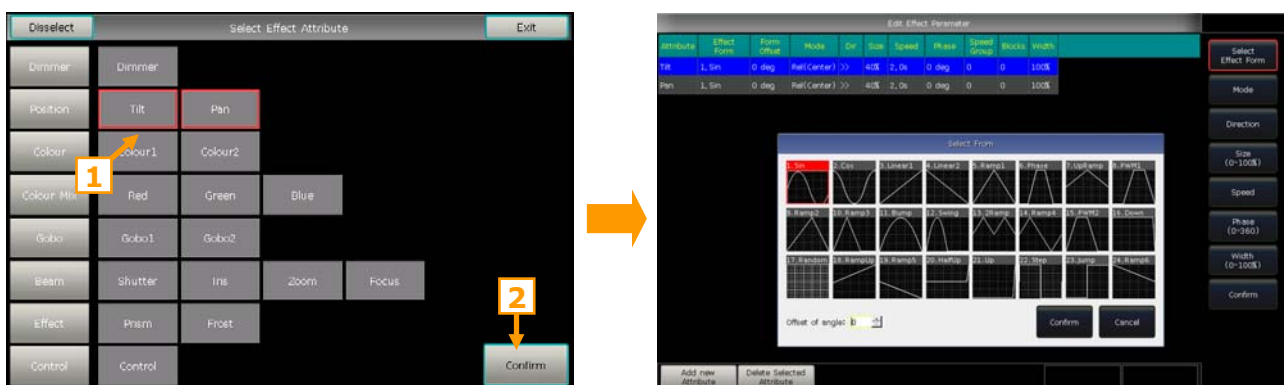 Disselect Select Effect Attribute Exit
Dimmer Dimmer
Position Tilt Pan
Colour Colour1 Colour2
1
Colour Mix Red Green Blue
Gobo Gobo1 Gobo2
Beam Shutter Iris Zoom Focus
2
Effect Prism Frost
Control Control Confirm
Edit Effect Parameter
Attribute Effect Form Form Offset Mode Dir Size Speed Phase Speed Group Blocks Width
Tilt 1, Sin 0 deg Rel(Center) >> 40% 2,0s 0 deg 0 0 100%
Pan 1, Sin 0 deg Rel(Center) >> 40% 2,0s 0 deg 0 0 100%
Select From
1.Sin 2.Cos 3.Linear1 4.Linear2 5.Ramp1 6.Phase 7.UpRamp 8.PWM1
9.Ramp2 10.Ramp3 11.Bump 12.Swing 13.2Ramp 14.Ramp4 15.PWM2 16.Down
17.Random 18.RampUp 19.Ramp5 20.HalfUp 21.Up 22.Step 23.Jump 24.Ramp6
Offset of angle: 0 Confirm Cancel
Select
Effect Form
Mode
Direction
Size
(0~100%)
Speed
Phase
(0~360)
Width
(0~100%)
Confirm
Add new
Attribute
Delete Selected
Attribute